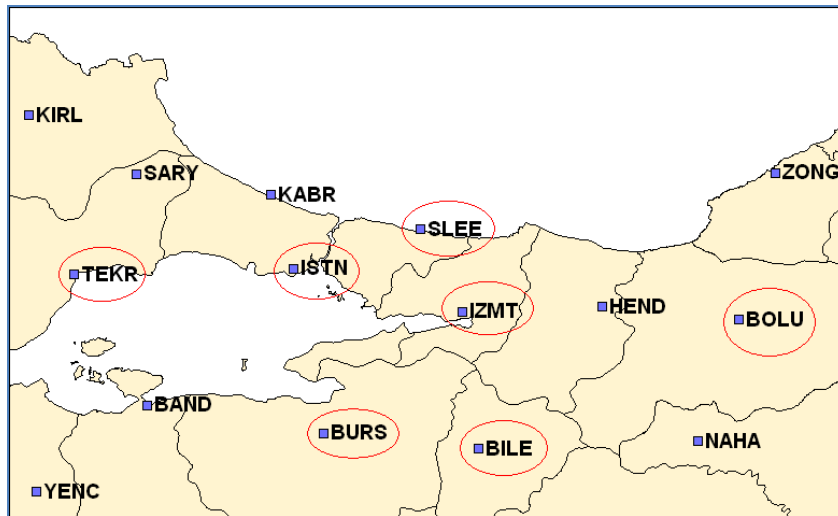 KIRL
SARY
ZONG
KABR
SLEE
ISTN
TEKR
IZMT
HEND
BOLU
BAND
BURS
BILE
NAHA
YENC